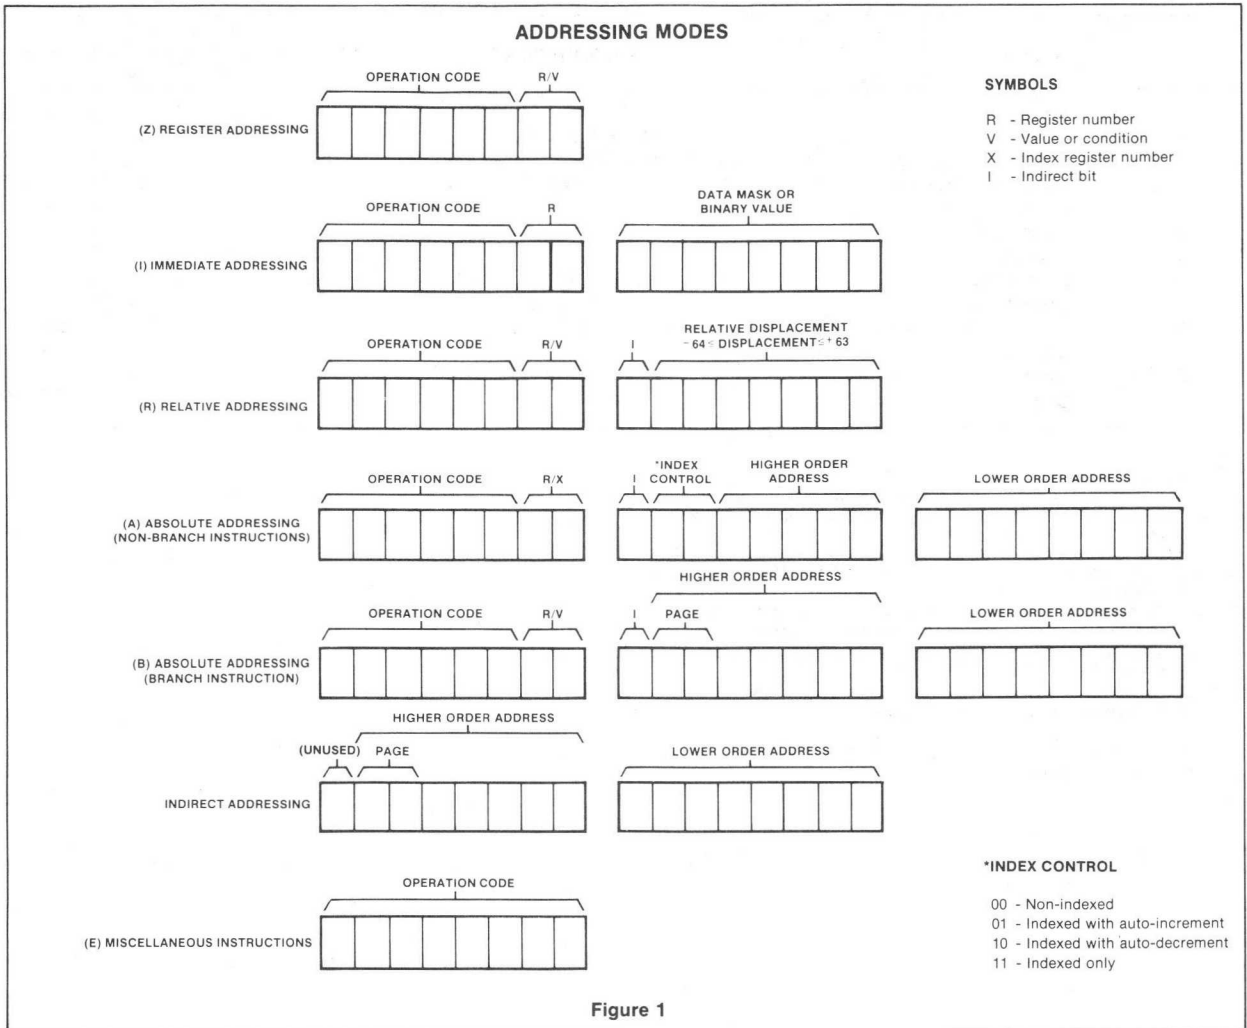 ADDRESSING MODES
SYMBOLS
R - Register number
V - Value or condition
X - Index register number
I - Indirect bit
OPERATION CODE R/V
(Z) REGISTER ADDRESSING
OPERATION CODE R
DATA MASK OR
BINARY VALUE
(I) IMMEDIATE ADDRESSING
OPERATION CODE R/V I
RELATIVE DISPLACEMENT
- 64 ≤ DISPLACEMENT ≤ + 63
(R) RELATIVE ADDRESSING
OPERATION CODE R/X I
*INDEX
CONTROL
HIGHER ORDER
ADDRESS
LOWER ORDER ADDRESS
(A) ABSOLUTE ADDRESSING
(NON-BRANCH INSTRUCTIONS)
HIGHER ORDER ADDRESS
OPERATION CODE R/V I PAGE LOWER ORDER ADDRESS
(B) ABSOLUTE ADDRESSING
(BRANCH INSTRUCTION)
HIGHER ORDER ADDRESS
(UNUSED) PAGE LOWER ORDER ADDRESS
INDIRECT ADDRESSING
OPERATION CODE
(E) MISCELLANEOUS INSTRUCTIONS
*INDEX CONTROL
00 - Non-indexed
01 - Indexed with auto-increment
10 - Indexed with auto-decrement
11 - Indexed only
Figure 1